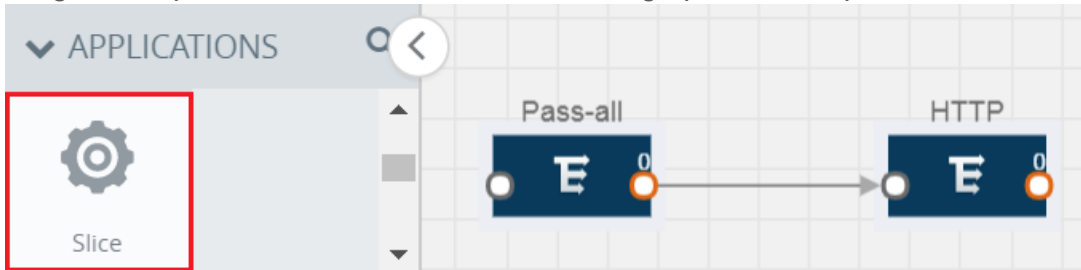 APPLICATIONS
Pass-all
HTTP
0
0
Slice